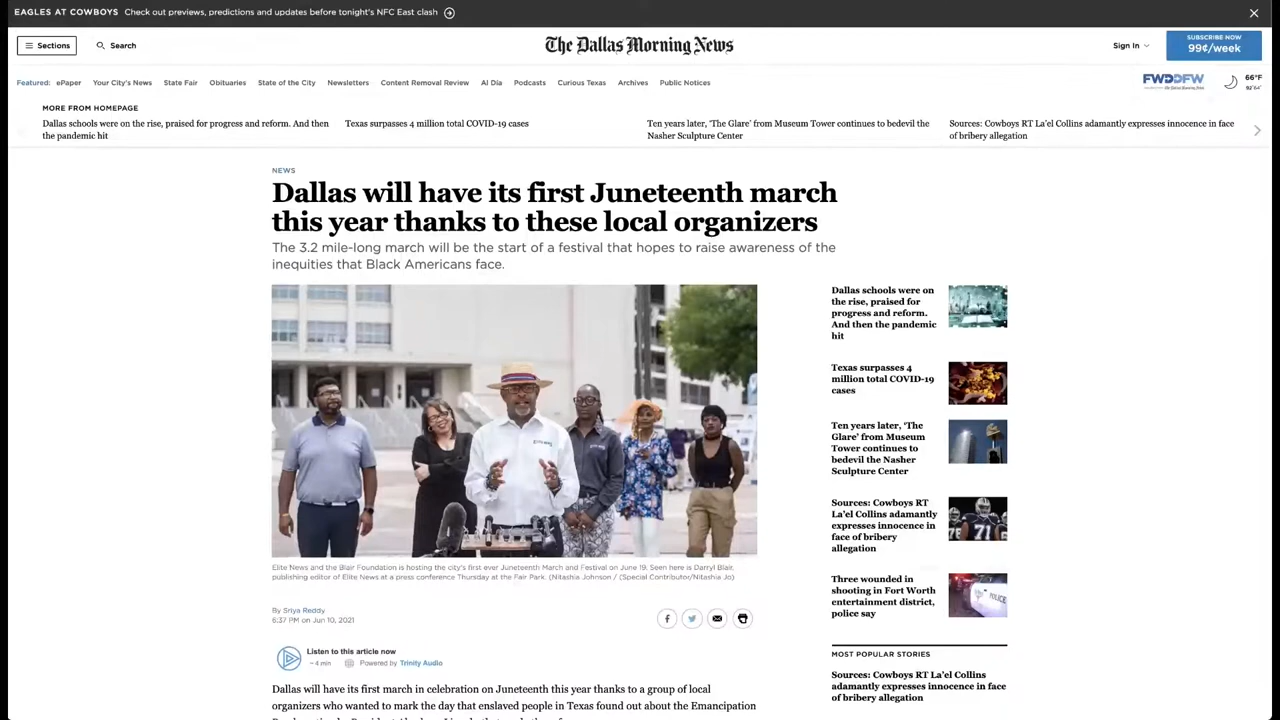 EAGLES AT COWBOYS Check out previews, predictions and updates before tonight's NFC East clash
Sections
Search
The Dallas Morning News
Sign In
SUBSCRIBE NOW
99¢/week
Featured: ePaper Your City's News State Fair Obituaries State of the City Newsletters Content Removal Review Al Dia Podcasts Curious Texas Archives Public Notices
FWDDFW
The Dallas Morning News
66°F
92°64°
MORE FROM HOMEPAGE
Dallas schools were on the rise, praised for progress and reform. And then
the pandemic hit
Texas surpasses 4 million total COVID-19 cases
Ten years later, 'The Glare' from Museum Tower continues to bedevil the
Nasher Sculpture Center
Sources: Cowboys RT La'el Collins adamantly expresses innocence in face
of bribery allegation
NEWS
Dallas will have its first Juneteenth march
this year thanks to these local organizers
The 3.2 mile-long march will be the start of a festival that hopes to raise awareness of the
inequities that Black Americans face.
Elite News and the Blair Foundation is hosting the city's first ever Juneteenth March and Festival on June 19. Seen here is Darryl Blair,
publishing editor of Elite News at a press conference Thursday at the Fair Park. (Nitashia Johnson / (Special Contributor/Nitashia Jo)
By Sriya Reddy
6:37 PM on Jun 10, 2021
Listen to this article now
~4 min Powered by Trinity Audio
Dallas will have its first march in celebration on Juneteenth this year thanks to a group of local
organizers who wanted to mark the day that enslaved people in Texas found out about the Emancipation
Dallas schools were on
the rise, praised for
progress and reform.
And then the pandemic
hit
Texas surpasses 4
million total COVID-19
cases
Ten years later, 'The
Glare' from Museum
Tower continues to
bedevil the Nasher
Sculpture Center
Sources: Cowboys RT
La'el Collins adamantly
expresses innocence in
face of bribery
allegation
71
Three wounded in
shooting in Fort Worth
entertainment district,
police say
POLICE
MOST POPULAR STORIES
Sources: Cowboys RT La'el Collins
adamantly expresses innocence in face
of bribery allegation